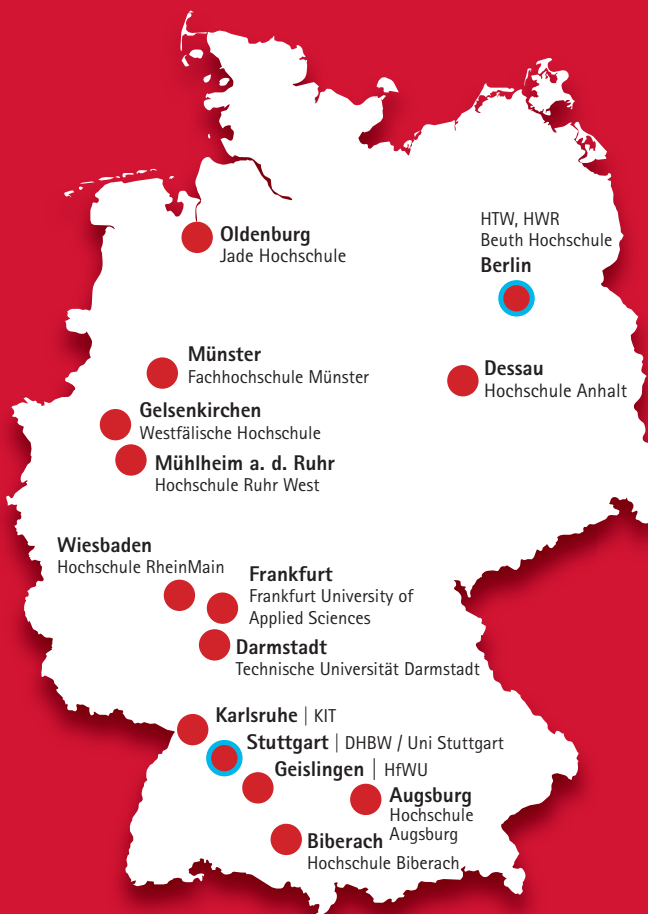 Oldenburg
Jade Hochschule
HTW, HWR
Beuth Hochschule
Berlin
Münster
Fachhochschule Münster
Dessau
Hochschule Anhalt
Gelsenkirchen
Westfälische Hochschule
Mühlheim a. d. Ruhr
Hochschule Ruhr West
Wiesbaden
Hochschule RheinMain
Frankfurt
Frankfurt University of
Applied Sciences
Darmstadt
Technische Universität Darmstadt
Karlsruhe | KIT
Stuttgart | DHBW / Uni Stuttgart
Geislingen | HfWU
Augsburg
Hochschule
Augsburg
Biberach
Hochschule Biberach